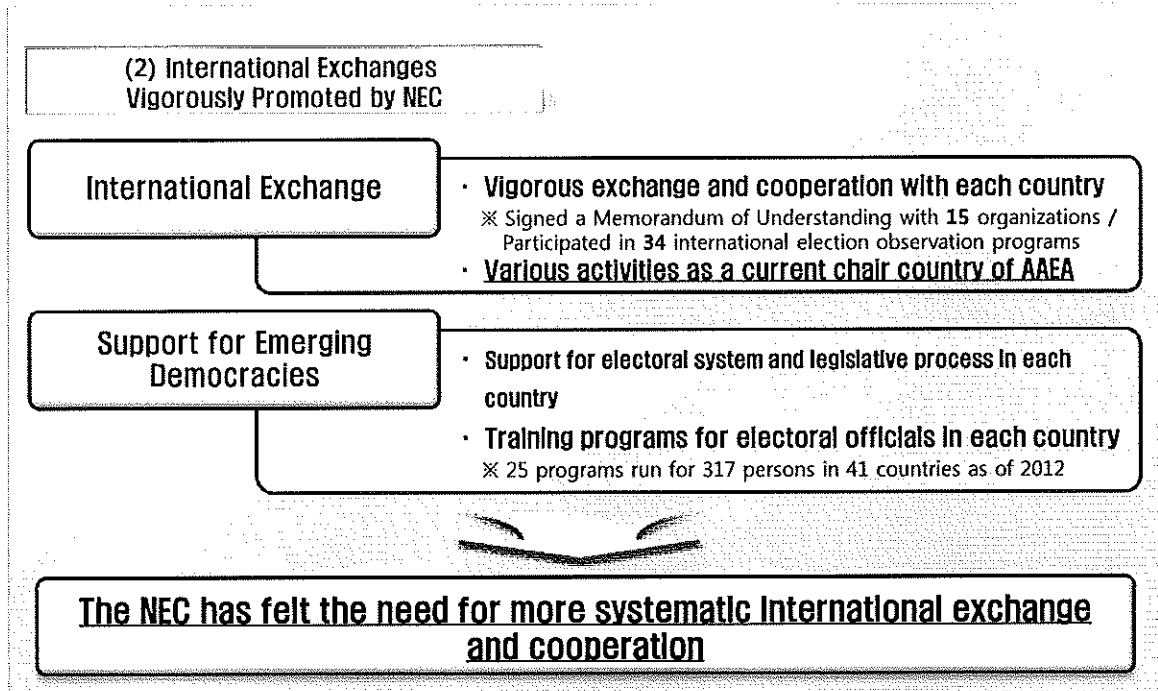 (2) International Exchanges
Vigorously Promoted by NEC
International Exchange
· Vigorous exchange and cooperation with each country
※ Signed a Memorandum of Understanding with 15 organizations /
Participated in 34 international election observation programs
· Various activities as a current chair country of AAEA
Support for Emerging
Democracies
· Support for electoral system and legislative process in each
country
· Training programs for electoral officials in each country
※ 25 programs run for 317 persons in 41 countries as of 2012
The NEC has felt the need for more systematic international exchange
and cooperation